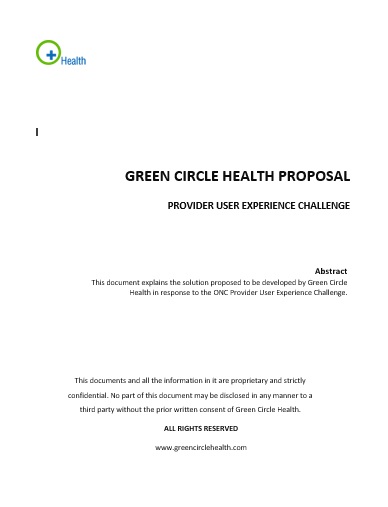 Health
GREEN CIRCLE HEALTH PROPOSAL
PROVIDER USER EXPERIENCE CHALLENGE
Abstract
This document explains the solution proposed to be developed by Green Circle
Health in response to the ONC Provider User Experience Challenge.
This documents and all the information in it are proprietary and strictly
confidential. No part of this document may be disclosed in any manner to a
third party without the prior written consent of Green Circle Health.
ALL RIGHTS RESERVED
www.greencirclehealth.com